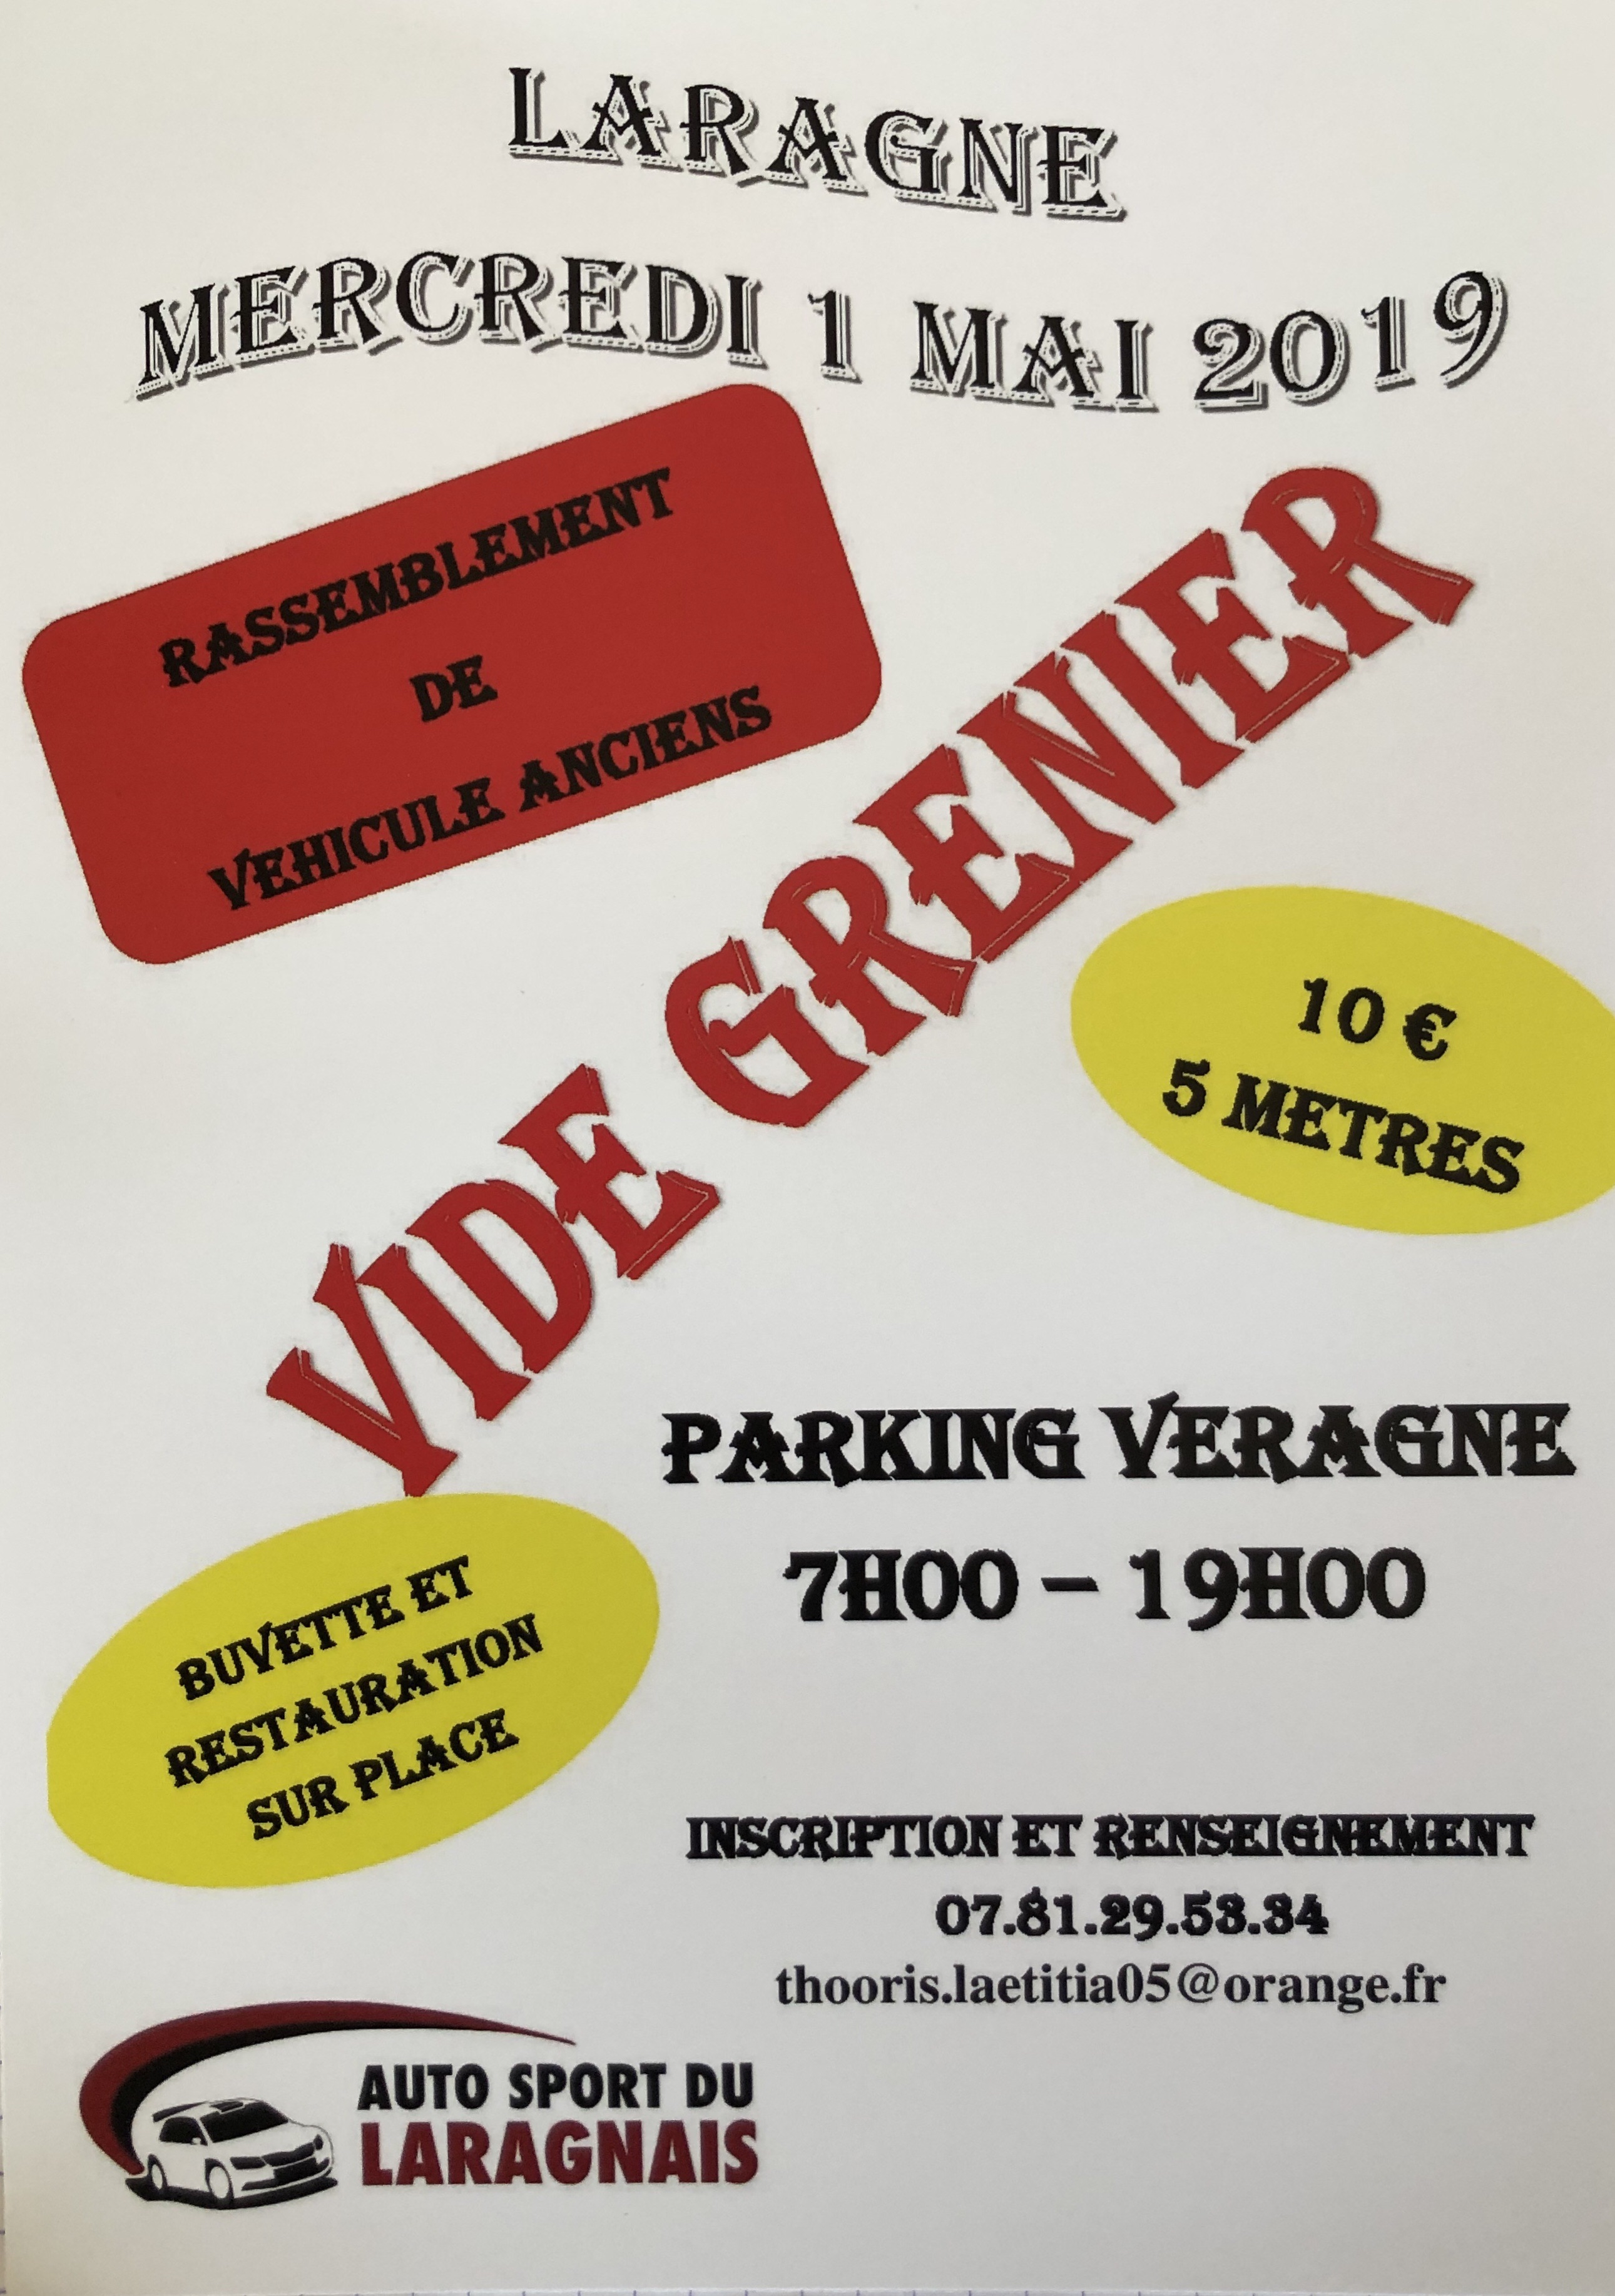 LARAGNE
MERCREDI 1 MAI 2019
RASSEMBLEMENT
DE
VEHICULE ANCIENS
VIDE GRENIER
10 €
5 METRES
PARKING VERAGNE
7H00 – 19H00
BUVETTE ET
RESTAURATION
SUR PLACE
INSCRIPTION ET RENSEIGNEMENT
07.81.29.53.34
thooris.laetitia05@orange.fr
AUTO SPORT DU
LARAGNAIS